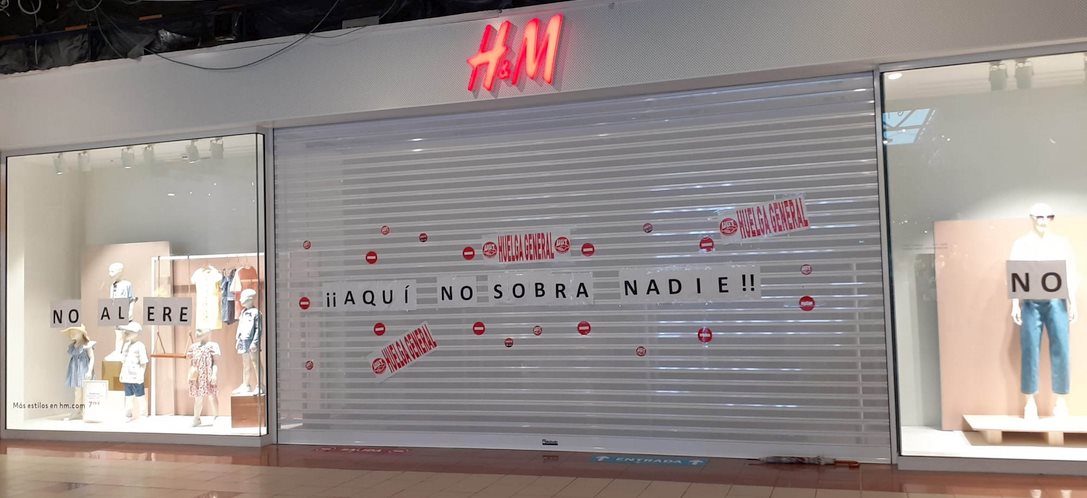 H&M
HUELGA GENERAL
HUELGA GENERAL
¡¡AQUÍ NO SOBRA NADIE!!
NO AL ERE
NO
HUELGA GENERAL
Más estilos en hm.com
ENTRADA